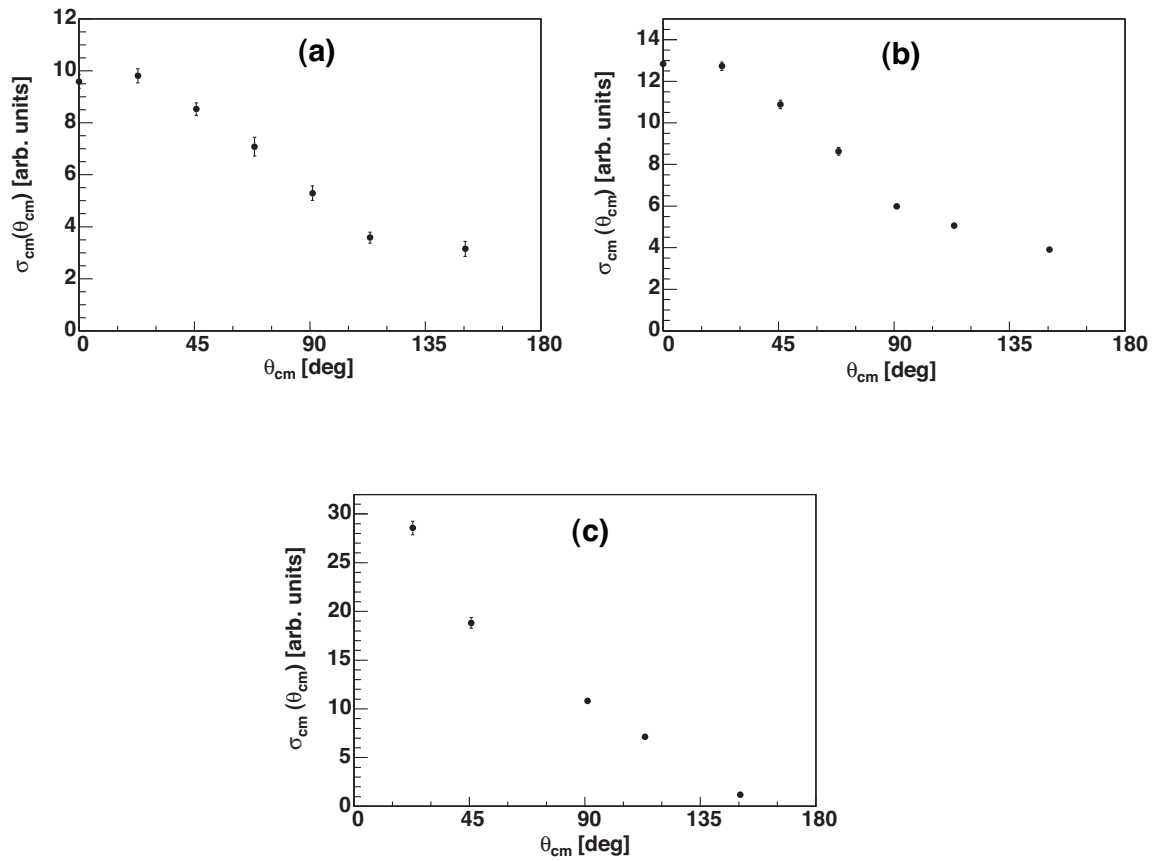 12
10
8
6
4
2
0
(a)
σcm(θcm) [arb. units]
0 45 90 135 180
θcm [deg]
14
12
10
8
6
4
2
0
(b)
σcm (θcm) [arb. units]
0 45 90 135 180
θcm [deg]
30
25
20
15
10
5
0
(c)
σcm (θcm) [arb. units]
0 45 90 135 180
θcm [deg]